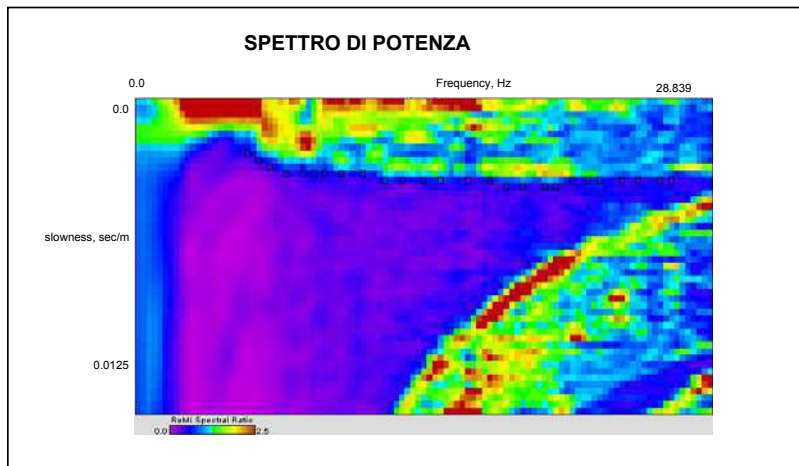 SPETTRO DI POTENZA
0.0 Frequency, Hz 28.839
0.0
slowness, sec/m
0.0125
ReMi Spectral Ratio
0.0 2.5